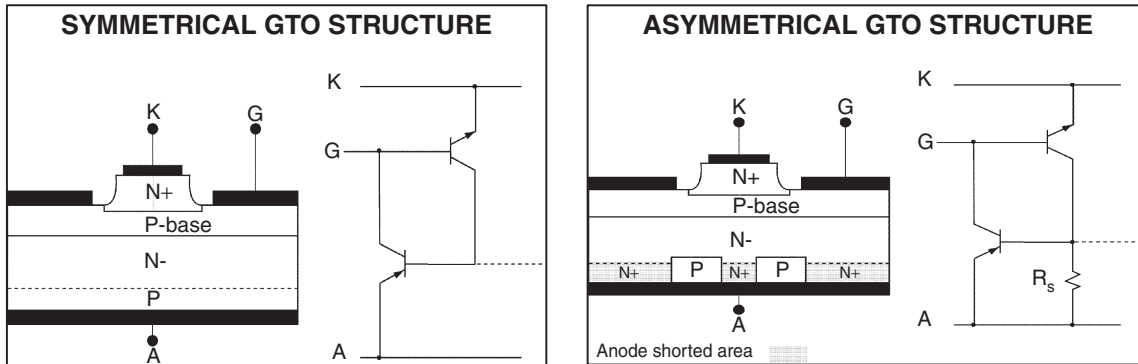 SYMMETRICAL GTO STRUCTURE
K
G
N+
P-base
N-
P
A
K
G
A
ASYMMETRICAL GTO STRUCTURE
K
G
N+
P-base
N-
N+
P
N+
P
N+
A
Anode shorted area
K
G
Rs
A